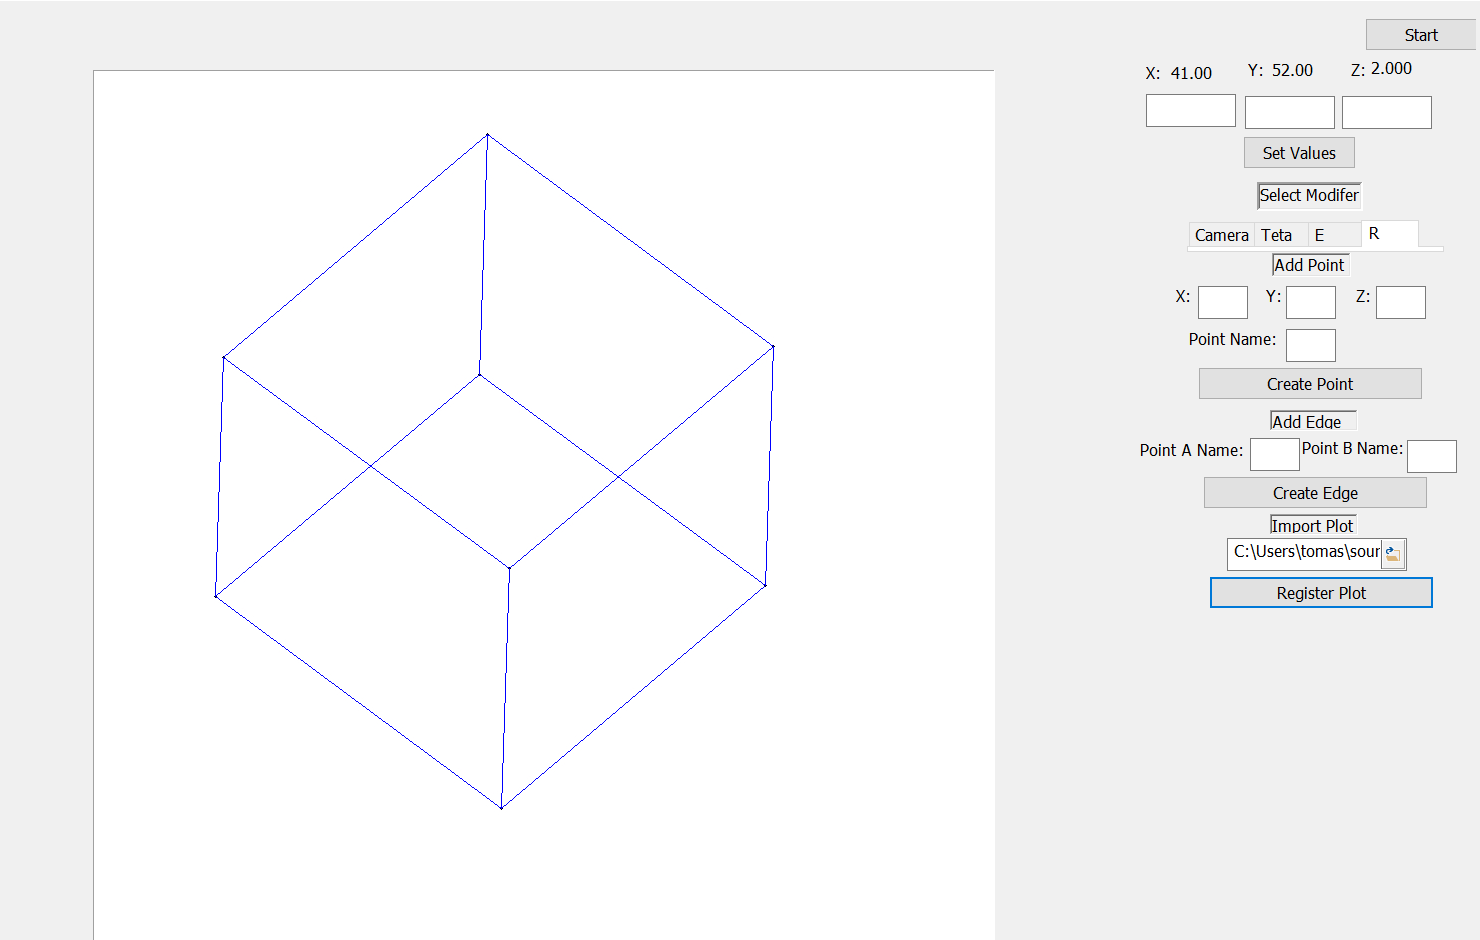 Start
X: 41.00 Y: 52.00 Z: 2.000
Set Values
Select Modifer
Camera Teta E R
Add Point
X: Y: Z:
Point Name:
Create Point
Add Edge
Point A Name: Point B Name:
Create Edge
Import Plot
C:\Users\tomas\sour
Register Plot